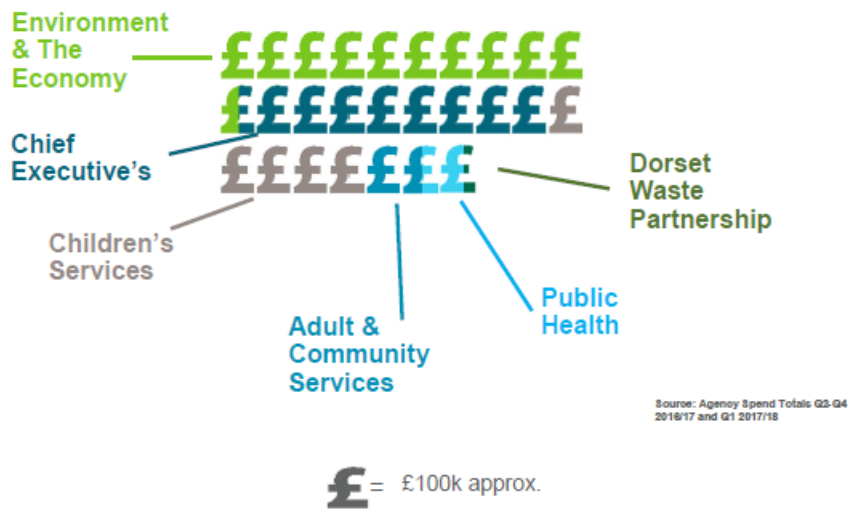 Environment
& The
Economy
££££££££££
££££££££££
Chief
Executive's
£££££££
Dorset
Waste
Partnership
Children's
Services
Public
Health
Adult &
Community
Services
Source: Agency Spend Totals Q2-Q4
2016/17 and Q1 2017/18
£ = £100k approx.